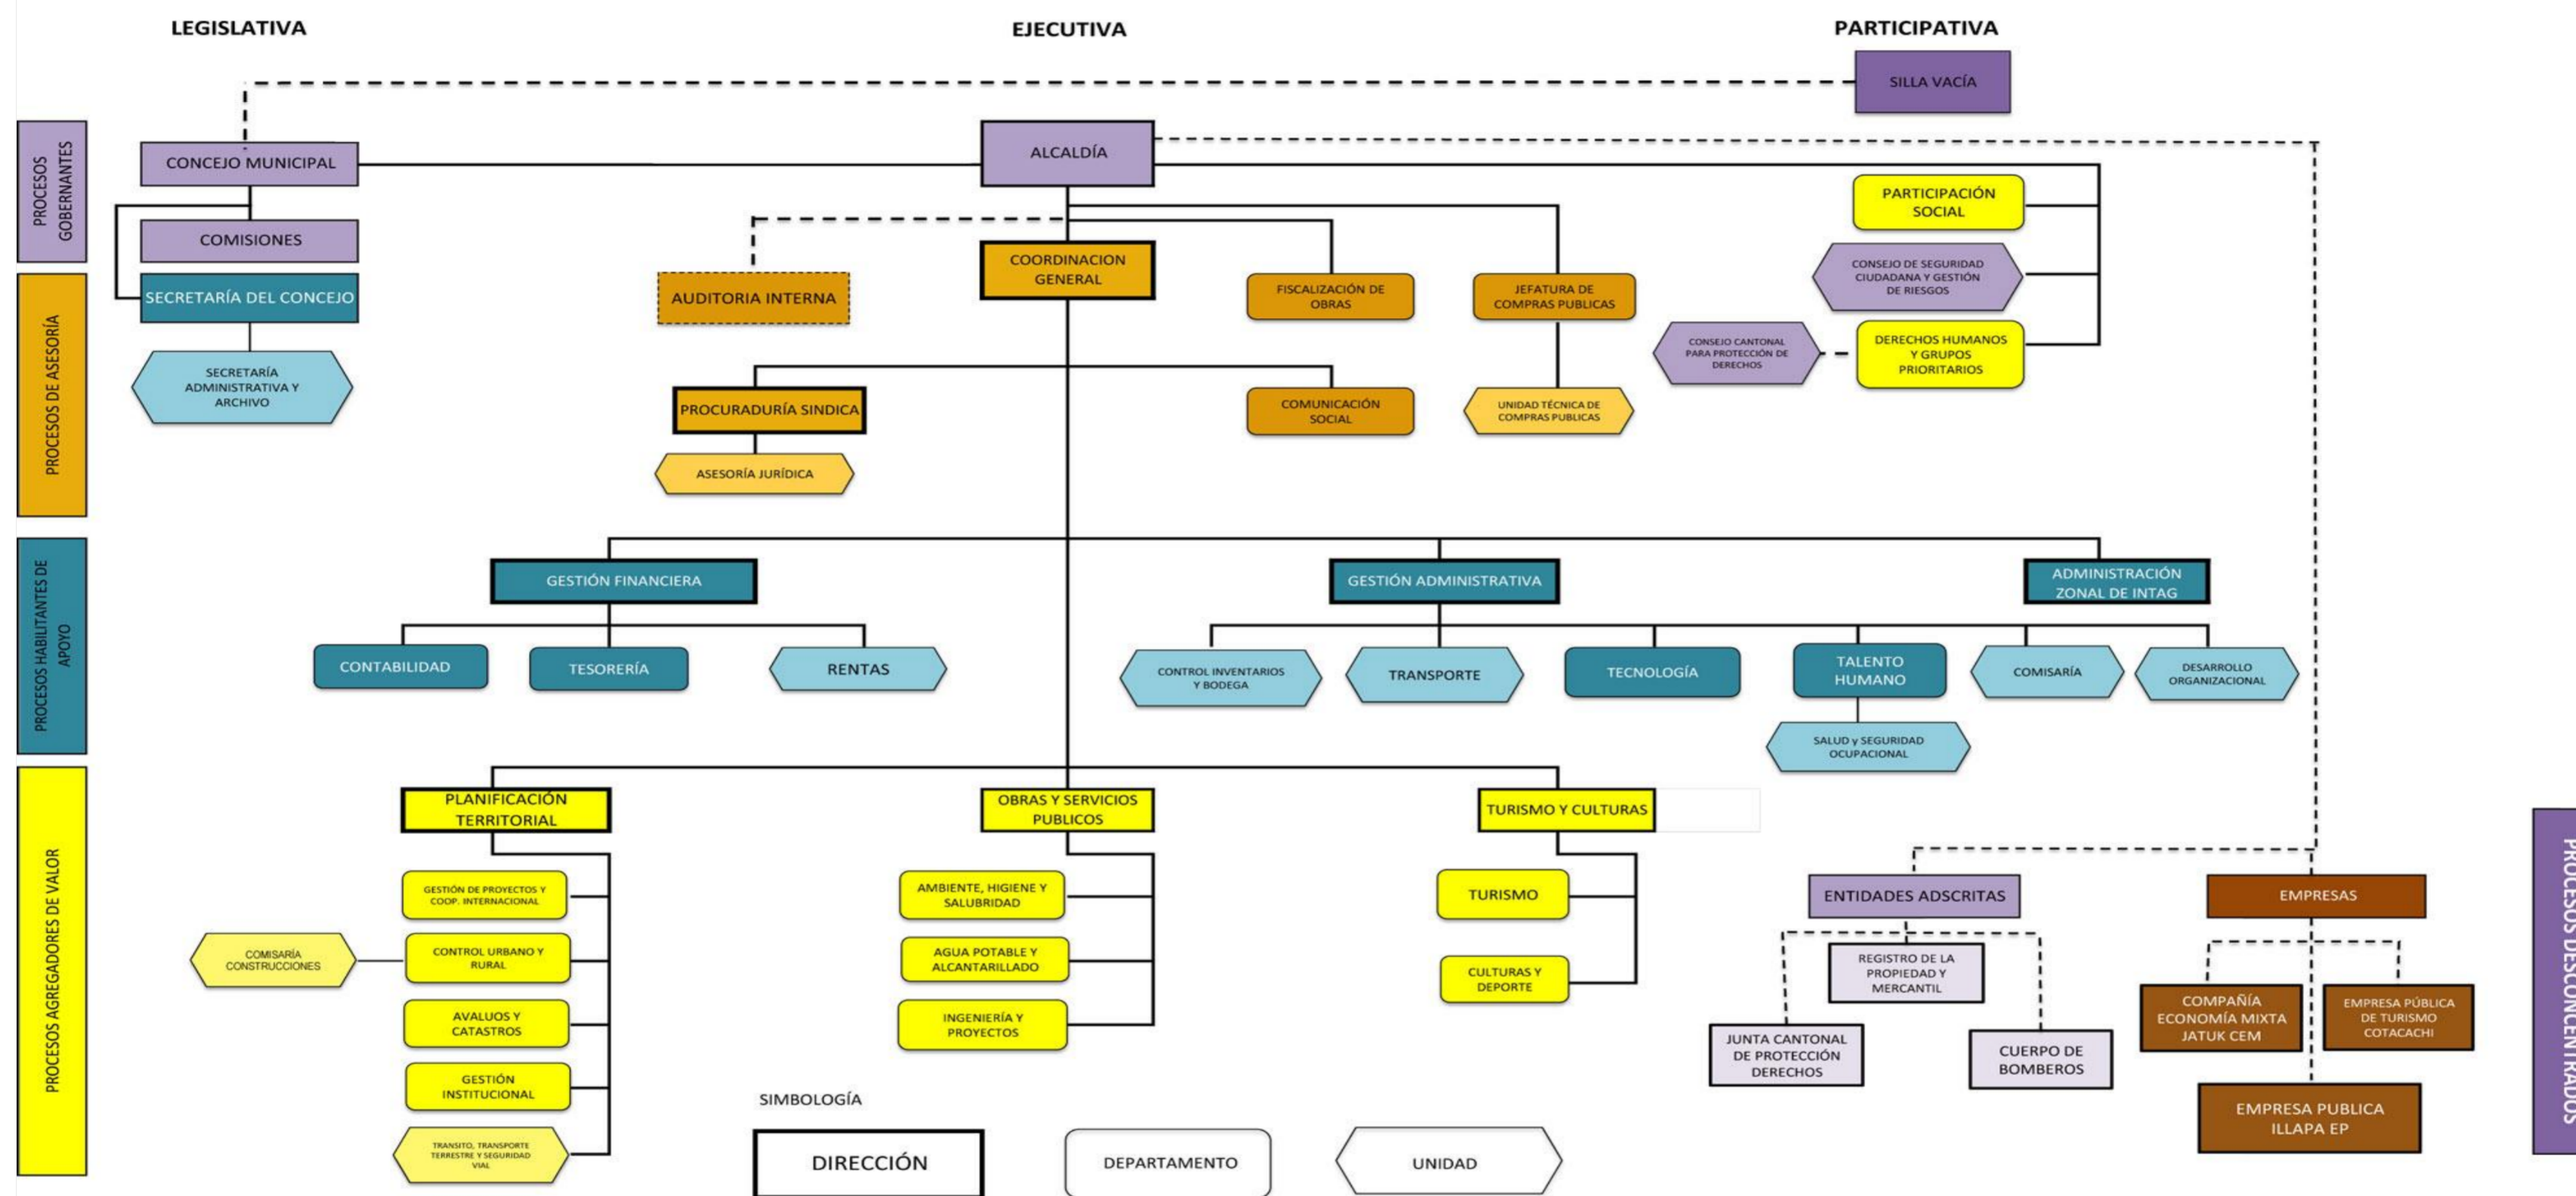 LEGISLATIVA
EJECUTIVA
PARTICIPATIVA
SILLA VACÍA
PROCESOS
GOBERNANTES
CONCEJO MUNICIPAL
ALCALDÍA
COMISIONES
PARTICIPACIÓN
SOCIAL
CONSEJO DE SEGURIDAD
CIUDADANA Y GESTIÓN
DE RIESGOS
PROCESOS DE ASESORÍA
SECRETARÍA DEL CONCEJO
AUDITORIA INTERNA
COORDINACION
GENERAL
FISCALIZACIÓN DE
OBRAS
JEFATURA DE
COMPRAS PUBLICAS
CONSEJO CANTONAL
PARA PROTECCIÓN DE
DERECHOS
DERECHOS HUMANOS
Y GRUPOS
PRIORITARIOS
SECRETARÍA
ADMINISTRATIVA Y
ARCHIVO
PROCURADURÍA SINDICA
COMUNICACIÓN
SOCIAL
UNIDAD TÉCNICA DE
COMPRAS PUBLICAS
ASESORÍA JURÍDICA
PROCESOS HABILITANTES DE
APOYO
GESTIÓN FINANCIERA
GESTIÓN ADMINISTRATIVA
ADMINISTRACIÓN
ZONAL DE INTAG
CONTABILIDAD
TESORERÍA
RENTAS
CONTROL INVENTARIOS
Y BODEGA
TRANSPORTE
TECNOLOGÍA
TALENTO
HUMANO
COMISARÍA
DESARROLLO
ORGANIZACIONAL
SALUD y SEGURIDAD
OCUPACIONAL
PROCESOS AGREGADORES DE VALOR
PLANIFICACIÓN
TERRITORIAL
OBRAS Y SERVICIOS
PUBLICOS
TURISMO Y CULTURAS
GESTIÓN DE PROYECTOS Y
COOP. INTERNACIONAL
COMISARÍA
CONSTRUCCIONES
CONTROL URBANO Y
RURAL
AVALUOS Y
CATASTROS
GESTIÓN
INSTITUCIONAL
TRANSITO, TRANSPORTE
TERRESTRE Y SEGURIDAD
VIAL
AMBIENTE, HIGIENE Y
SALUBRIDAD
AGUA POTABLE Y
ALCANTARILLADO
INGENIERÍA Y
PROYECTOS
TURISMO
CULTURAS Y
DEPORTE
ENTIDADES ADSCRITAS
REGISTRO DE LA
PROPIEDAD Y
MERCANTIL
JUNTA CANTONAL
DE PROTECCIÓN
DERECHOS
CUERPO DE
BOMBEROS
EMPRESAS
COMPAÑÍA
ECONOMÍA MIXTA
JATUK CEM
EMPRESA PÚBLICA
DE TURISMO
COTACACHI
EMPRESA PUBLICA
ILLAPA EP
PROCESOS DESCONCENTRADOS
SIMBOLOGÍA
DIRECCIÓN
DEPARTAMENTO
UNIDAD